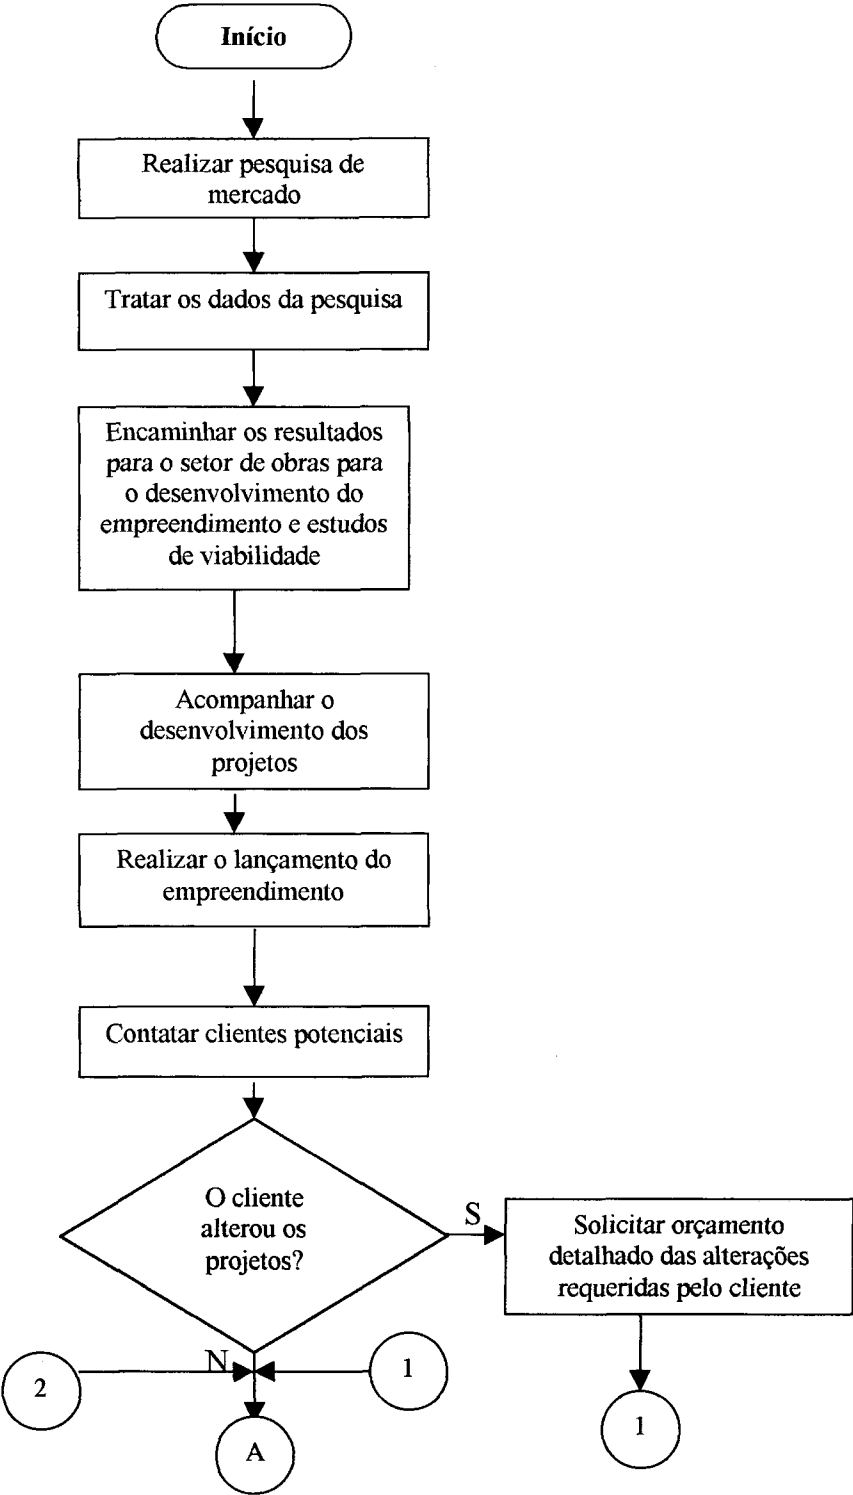 Início
Realizar pesquisa de
mercado
Tratar os dados da pesquisa
Encaminhar os resultados
para o setor de obras para
o desenvolvimento do
empreendimento e estudos
de viabilidade
Acompanhar o
desenvolvimento dos
projetos
Realizar o lançamento do
empreendimento
Contatar clientes potenciais
O cliente
alterou os
projetos?
S
Solicitar orçamento
detalhado das alterações
requeridas pelo cliente
N
2
1
1
A